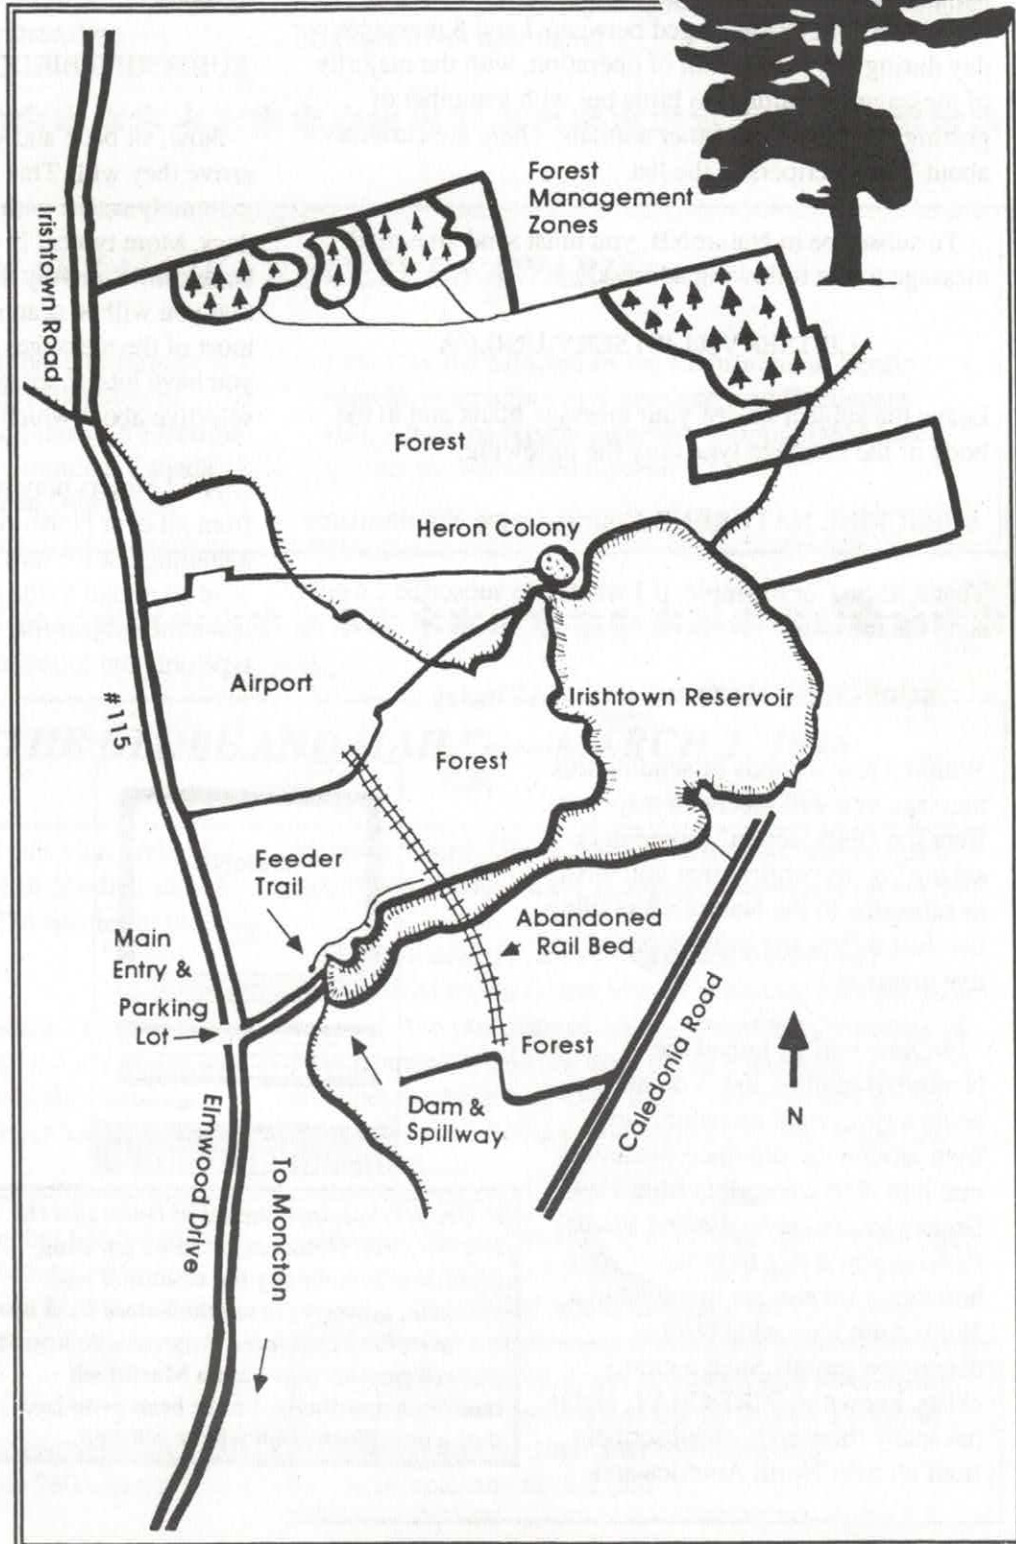 Forest
Management
Zones
Irishtown Road
Forest
Heron Colony
Airport
Irishtown Reservoir
#1115
Forest
Feeder
Trail
Abandoned
Rail Bed
Main
Entry &
Parking
Lot
Forest
Caledonia Road
N
Dam &
Spillway
Elmwood Drive
To Moncton